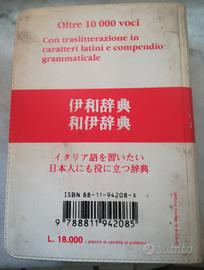 Oltre 10 000 voci
Con traslitterazione in
caratteri latini e compendio
grammaticale
伊和辞典
和伊辞典
イタリア語を習いたい
日本人にも役に立つ辞典
ISBN 88-11-94208-X
9 788811 942085
L. 18.000
subito